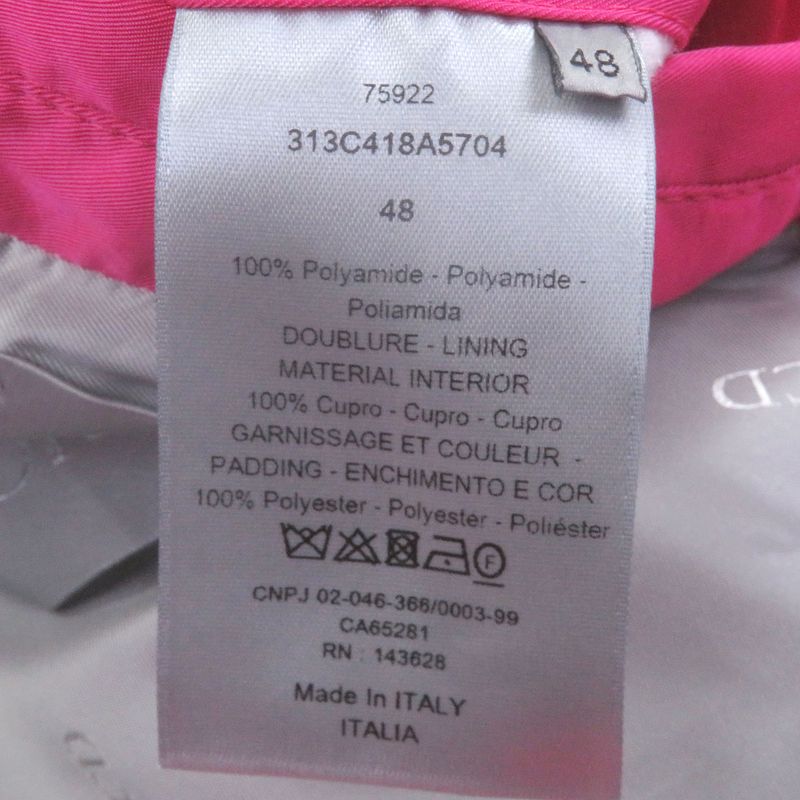 48
75922
313C418A5704
48
100% Polyamide - Polyamide -
Poliamida
DOUBLURE - LINING
MATERIAL INTERIOR
100% Cupro - Cupro - Cupro
GARNISSAGE ET COULEUR -
PADDING - ENCHIMENTO E COR
100% Polyester - Polyester - Poliéster
F
CNPJ 02-046-366/0003-99
CA65281
RN : 143628
Made In ITALY
ITALIA